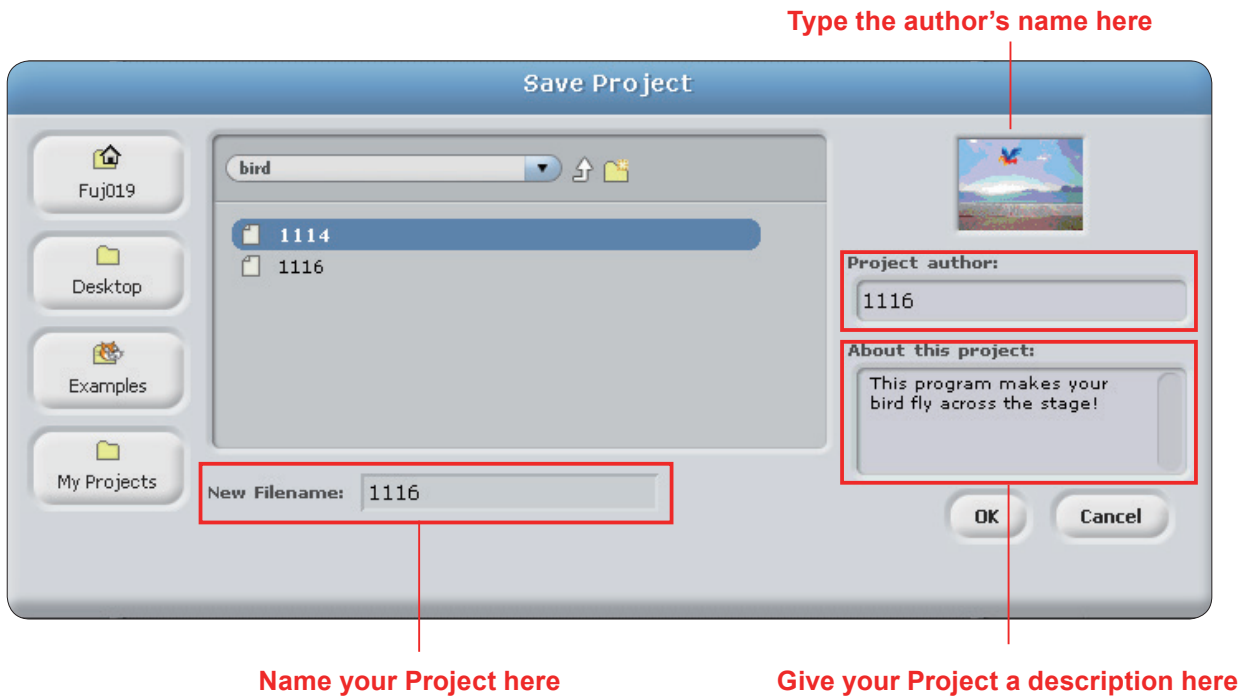 Type the author's name here
Save Project
Fuj019
Desktop
Examples
My Projects
bird
1114
1116
New Filename: 1116
Project author:
1116
About this project:
This program makes your
bird fly across the stage!
OK
Cancel
Name your Project here
Give your Project a description here